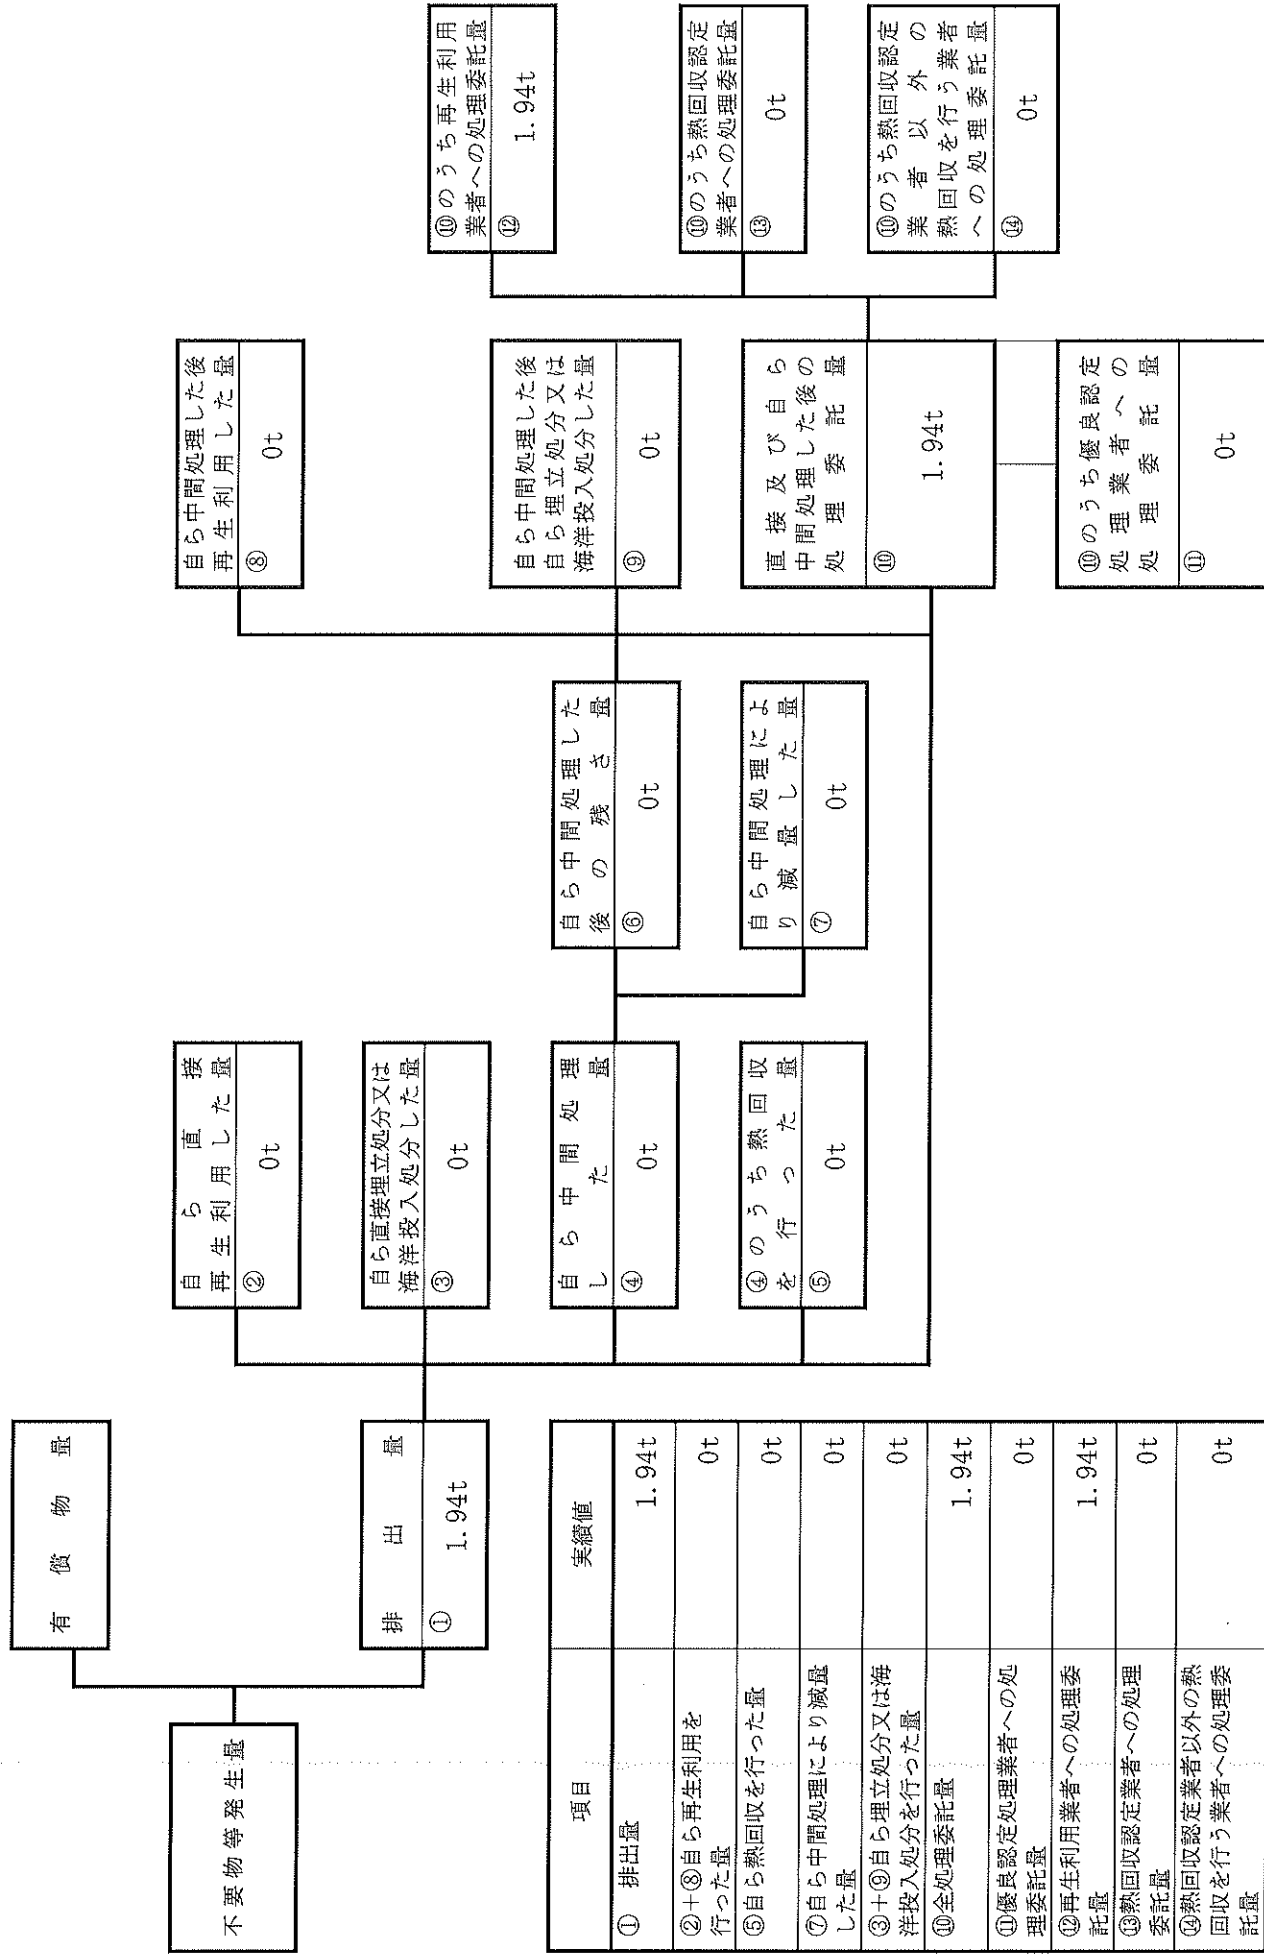 不要物等発生量
有償物量
排出量
① 1.94t
自ら直接
再生利用した量
② 0t
自ら直接埋立処分又は
海洋投入処分した量
③ 0t
自ら中間処理
した量
④ 0t
④のうち熱回収
を行った量
⑤ 0t
自ら中間処理した
後の残さ量
⑥ 0t
自ら中間処理によ
り減量した量
⑦ 0t
自ら中間処理した後
再生利用した量
⑧ 0t
自ら中間処理した後
自ら埋立処分又は
海洋投入処分した量
⑨ 0t
直接及び自ら
中間処理した後の
処理委託量
⑩ 1.94t
⑩のうち優良認定
処理業者への
処理委託量
⑪ 0t
⑩のうち再生利用
業者への処理委託量
⑫ 1.94t
⑩のうち熱回収認定
業者への処理委託量
⑬ 0t
⑩のうち熱回収認定
業者以外の
熱回収を行う業者
への処理委託量
⑭ 0t
項目 実績値
① 排出量 1.94t
②+⑧自ら再生利用を
行った量 0t
⑤自ら熱回収を行った量 0t
⑦自ら中間処理により減量
した量 0t
③+⑨自ら埋立処分又は海
洋投入処分を行った量 0t
⑩全処理委託量 1.94t
⑪優良認定処理業者への処
理委託量 0t
⑫再生利用業者への処理委
託量 1.94t
⑬熱回収認定業者への処理
委託量 0t
⑭熱回収認定業者以外の熱
回収を行う業者への処理委
託量 0t